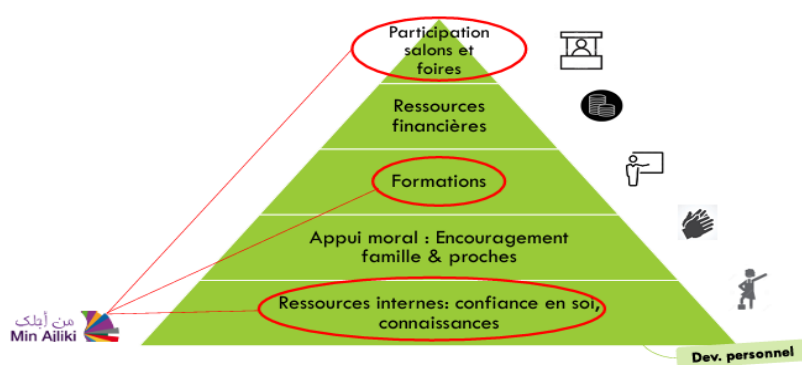 Participation
salons et
foires
Ressources
financières
Formations
Appui moral : Encouragement
famille & proches
Ressources internes: confiance en soi,
connaissances
من أجلك
Min Ajliki
Dev. personnel